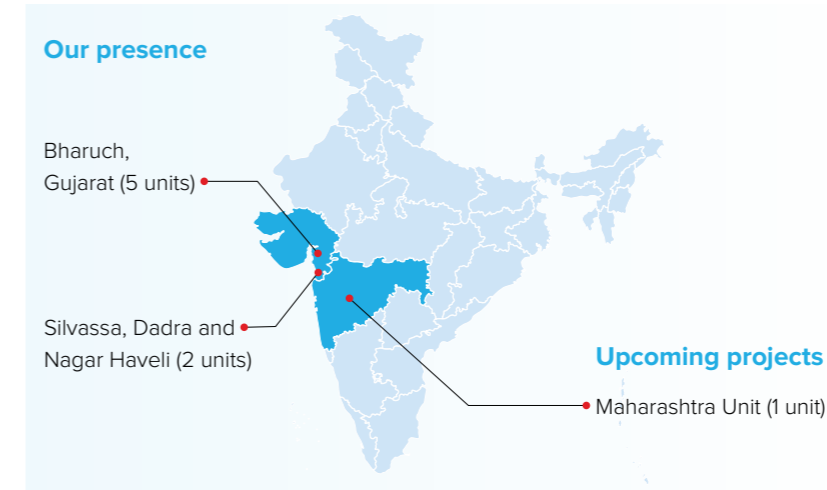 Our presence
Bharuch,
Gujarat (5 units)
Silvassa, Dadra and
Nagar Haveli (2 units)
Upcoming projects
Maharashtra Unit (1 unit)